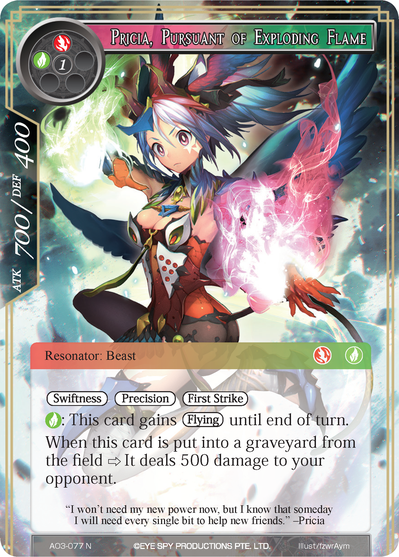 Pricia, Pursuant of Exploding Flame
1
ATK 700/ DEF 400
Resonator: Beast
Swiftness Precision First Strike
: This card gains Flying until end of turn.
When this card is put into a graveyard from
the field ⇨ It deals 500 damage to your
opponent.
“I won’t need my new power now, but I know that someday
I will need every single bit to help new friends.” –Pricia
A03-077 N ©EYE SPY PRODUCTIONS PTE. LTD. Illust/IzwrAym